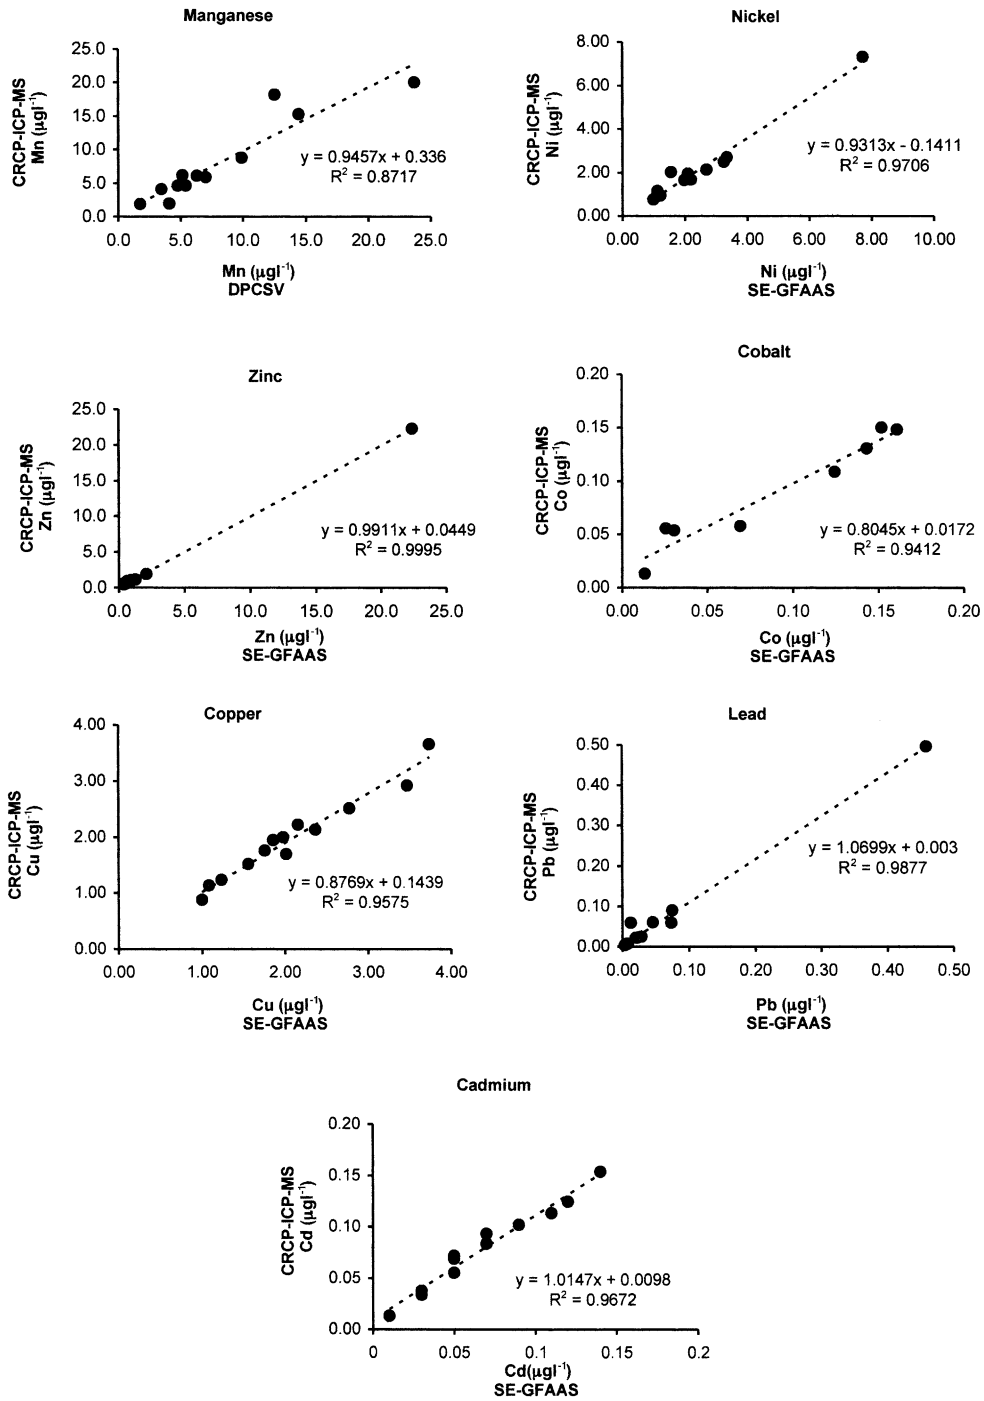 Manganese
CRCP-ICP-MS
Mn (µgl⁻¹)
25.0
20.0
15.0
10.0
5.0
0.0
y = 0.9457x + 0.336
R² = 0.8717
0.0 5.0 10.0 15.0 20.0 25.0
Mn (µgl⁻¹)
DPCSV
Nickel
CRCP-ICP-MS
Ni (µgl⁻¹)
8.00
6.00
4.00
2.00
0.00
y = 0.9313x - 0.1411
R² = 0.9706
0.00 2.00 4.00 6.00 8.00 10.00
Ni (µgl⁻¹)
SE-GFAAS
Zinc
CRCP-ICP-MS
Zn (µgl⁻¹)
25.0
20.0
15.0
10.0
5.0
0.0
y = 0.9911x + 0.0449
R² = 0.9995
0.0 5.0 10.0 15.0 20.0 25.0
Zn (µgl⁻¹)
SE-GFAAS
Cobalt
CRCP-ICP-MS
Co (µgl⁻¹)
0.20
0.15
0.10
0.05
0.00
y = 0.8045x + 0.0172
R² = 0.9412
0.00 0.05 0.10 0.15 0.20
Co (µgl⁻¹)
SE-GFAAS
Copper
CRCP-ICP-MS
Cu (µgl⁻¹)
4.00
3.00
2.00
1.00
0.00
y = 0.8769x + 0.1439
R² = 0.9575
0.00 1.00 2.00 3.00 4.00
Cu (µgl⁻¹)
SE-GFAAS
Lead
CRCP-ICP-MS
Pb (µgl⁻¹)
0.50
0.40
0.30
0.20
0.10
0.00
y = 1.0699x + 0.003
R² = 0.9877
0.00 0.10 0.20 0.30 0.40 0.50
Pb (µgl⁻¹)
SE-GFAAS
Cadmium
CRCP-ICP-MS
Cd (µgl⁻¹)
0.20
0.15
0.10
0.05
0.00
y = 1.0147x + 0.0098
R² = 0.9672
0 0.05 0.1 0.15 0.2
Cd(µgl⁻¹)
SE-GFAAS